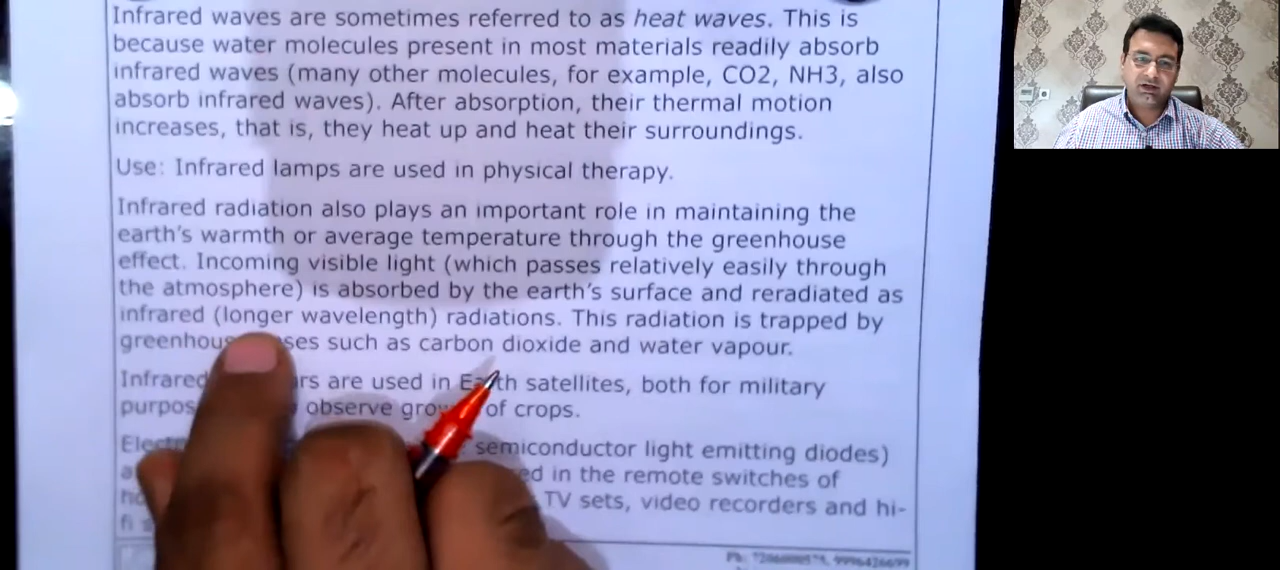 Infrared waves are sometimes referred to as heat waves. This is
because water molecules present in most materials readily absorb
infrared waves (many other molecules, for example, CO2, NH3, also
absorb infrared waves). After absorption, their thermal motion
increases, that is, they heat up and heat their surroundings.
Use: Infrared lamps are used in physical therapy.
Infrared radiation also plays an important role in maintaining the
earth's warmth or average temperature through the greenhouse
effect. Incoming visible light (which passes relatively easily through
the atmosphere) is absorbed by the earth's surface and reradiated as
infrared (longer wavelength) radiations. This radiation is trapped by
such as carbon dioxide and water vapour.
Infrared are used in Earth satellites, both for military
observe of crops.
semiconductor light emitting diodes)
in the remote switches of
TV sets, video recorders and hi-
fi